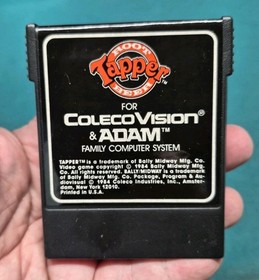 ROOT
Tapper™
BEER
FOR
COLECOVISION®
& ADAM™
FAMILY COMPUTER SYSTEM
TAPPER™ is a trademark of Bally Midway Mfg. Co.
Video game copyright © 1984 Bally Midway Mfg.
Co. All rights reserved. BALLY/MIDWAY is a trademark
of Bally Midway Mfg. Co. Package, Program & Au-
diovisual © 1984 Coleco Industries, Inc., Amster-
dam, New York 12010.
Printed in U.S.A.